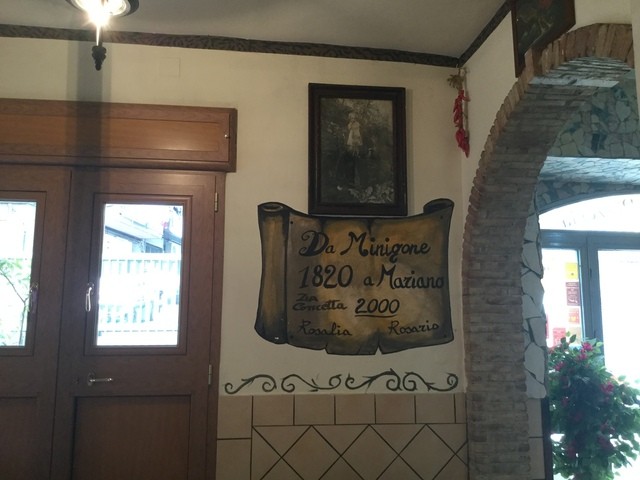 Da Minigone
1820 a Maziano
Zia
Concetta 2000
Rosalia Rosario